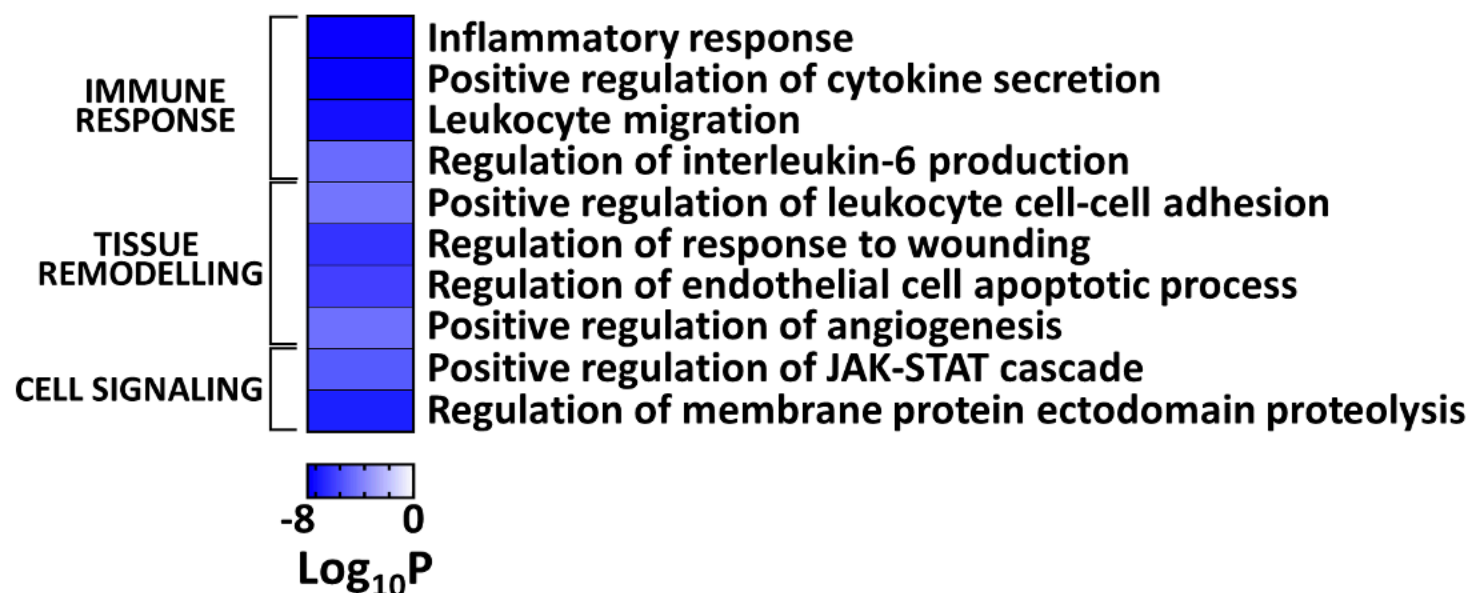 IMMUNE
RESPONSE
Inflammatory response
Positive regulation of cytokine secretion
Leukocyte migration
Regulation of interleukin-6 production
TISSUE
REMODELLING
Positive regulation of leukocyte cell-cell adhesion
Regulation of response to wounding
Regulation of endothelial cell apoptotic process
Positive regulation of angiogenesis
CELL SIGNALING
Positive regulation of JAK-STAT cascade
Regulation of membrane protein ectodomain proteolysis
-8 0
Log₁₀P